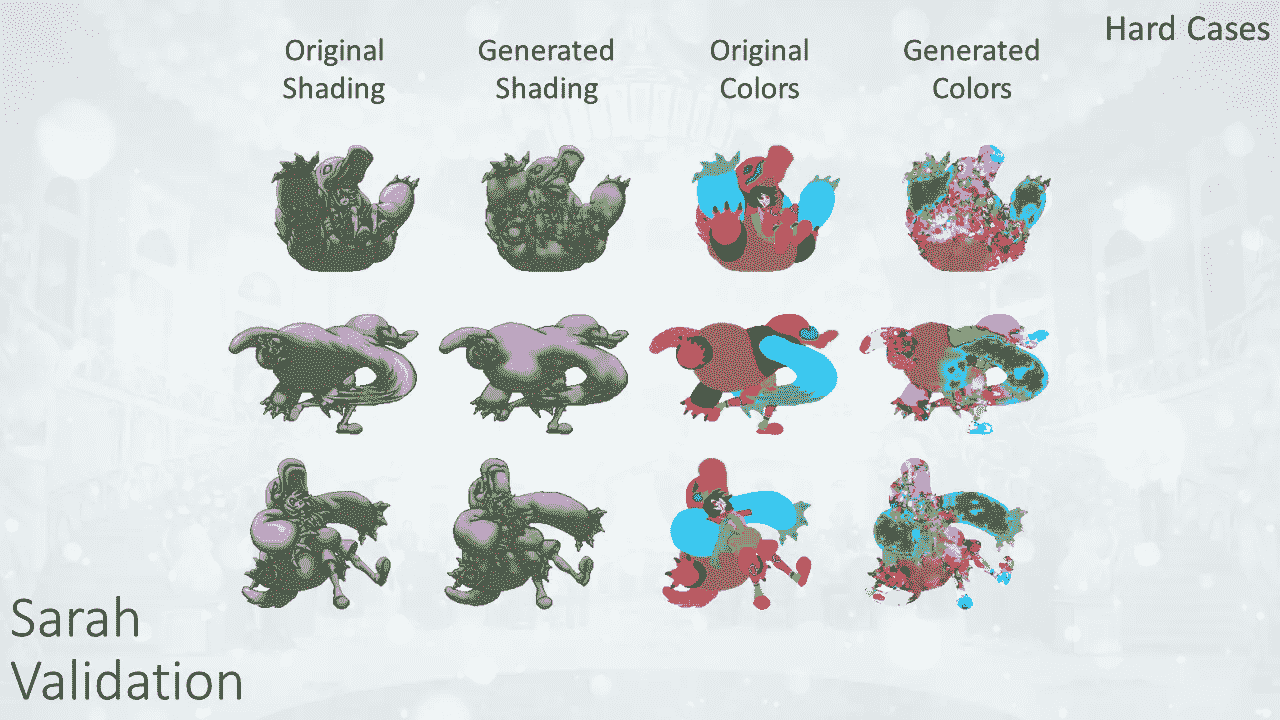 Hard Cases
Original
Shading
Generated
Shading
Original
Colors
Generated
Colors
Sarah
Validation